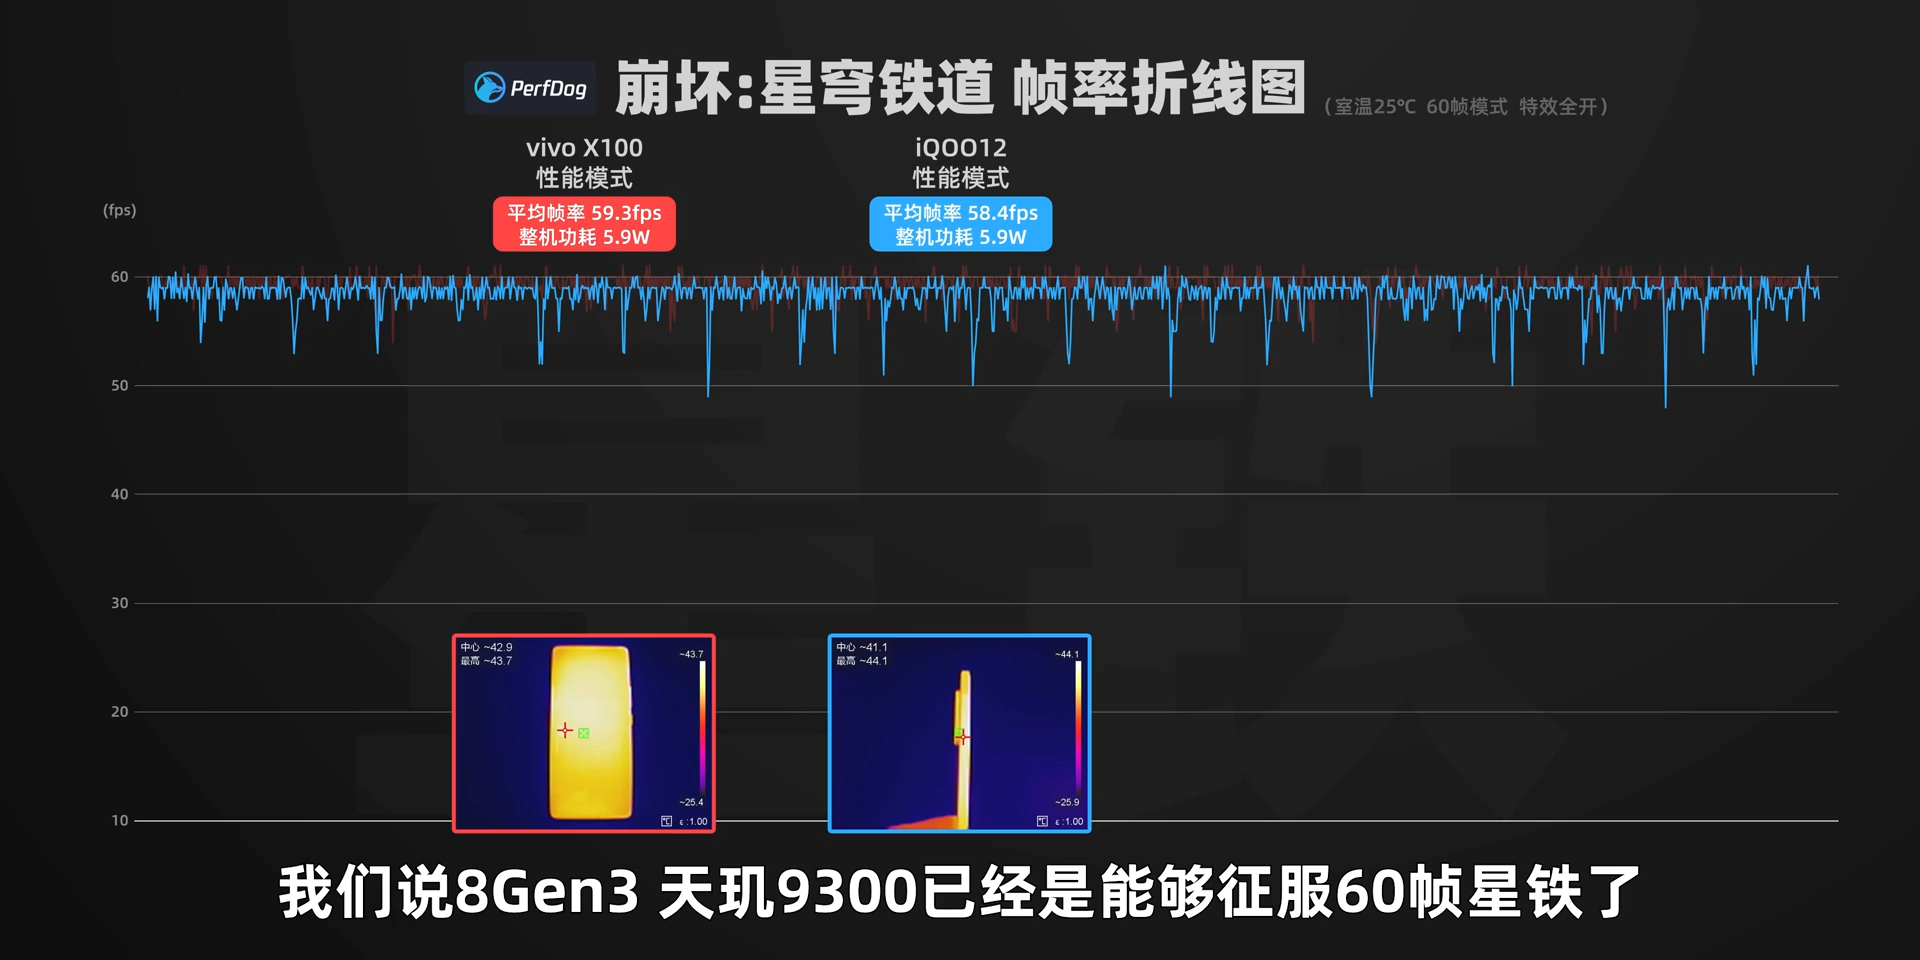 PerfDog
崩坏:星穹铁道 帧率折线图
(室温25℃ 60帧模式 特效全开)
vivo X100
性能模式
平均帧率 59.3fps
整机功耗 5.9W
iQOO12
性能模式
平均帧率 58.4fps
整机功耗 5.9W
(fps)
60
50
40
30
20
10
星铁
中心 ~42.9
最高 ~43.7
~43.7
~25.4
℃ ε :1.00
中心 ~41.1
最高 ~44.1
~44.1
~25.9
℃ ε :1.00
我们说8Gen3 天玑9300已经是能够征服60帧星铁了